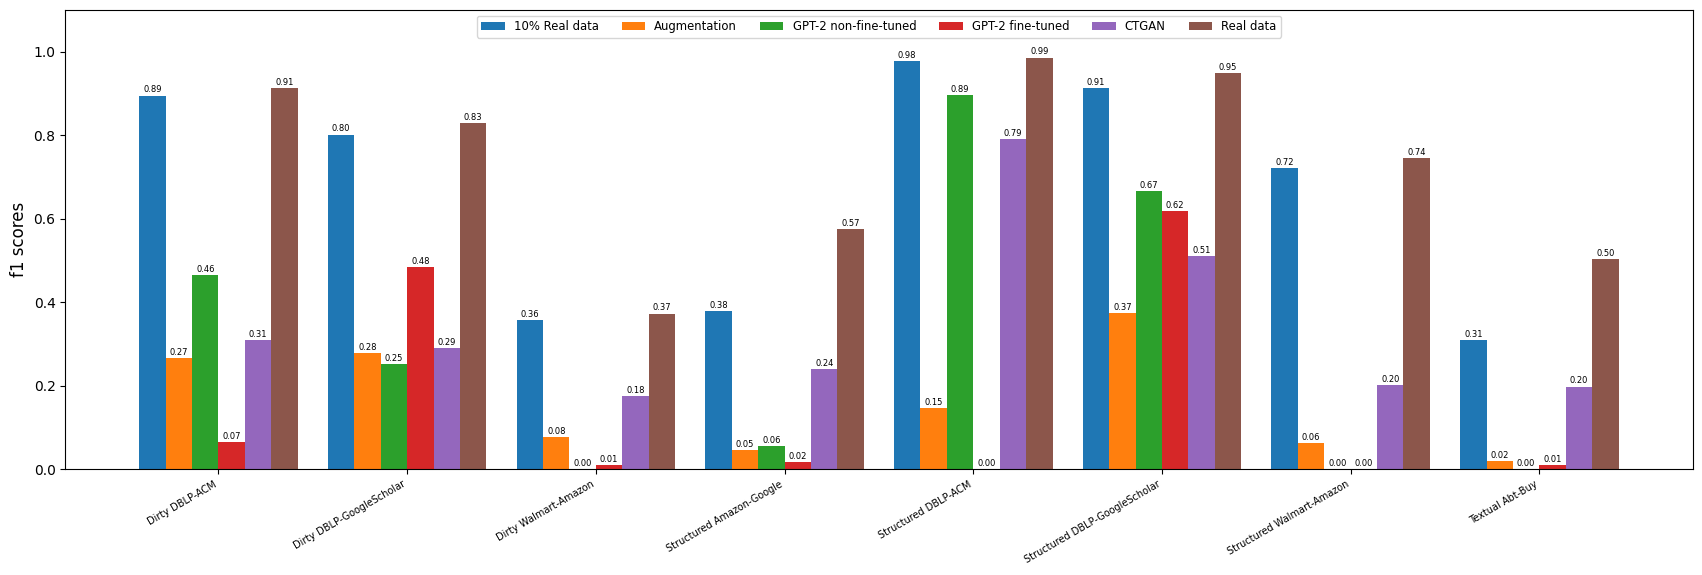 10% Real data Augmentation GPT-2 non-fine-tuned GPT-2 fine-tuned CTGAN Real data
f1 scores
1.0
0.8
0.6
0.4
0.2
0.0
0.89 0.27 0.46 0.07 0.31 0.91
0.80 0.28 0.25 0.48 0.29 0.83
0.36 0.08 0.00 0.01 0.18 0.37
0.38 0.05 0.06 0.02 0.24 0.57
0.98 0.15 0.89 0.00 0.79 0.99
0.91 0.37 0.67 0.62 0.51 0.95
0.72 0.06 0.00 0.00 0.20 0.74
0.31 0.02 0.00 0.01 0.20 0.50
Dirty DBLP-ACM
Dirty DBLP-GoogleScholar
Dirty Walmart-Amazon
Structured Amazon-Google
Structured DBLP-ACM
Structured DBLP-GoogleScholar
Structured Walmart-Amazon
Textual Abt-Buy